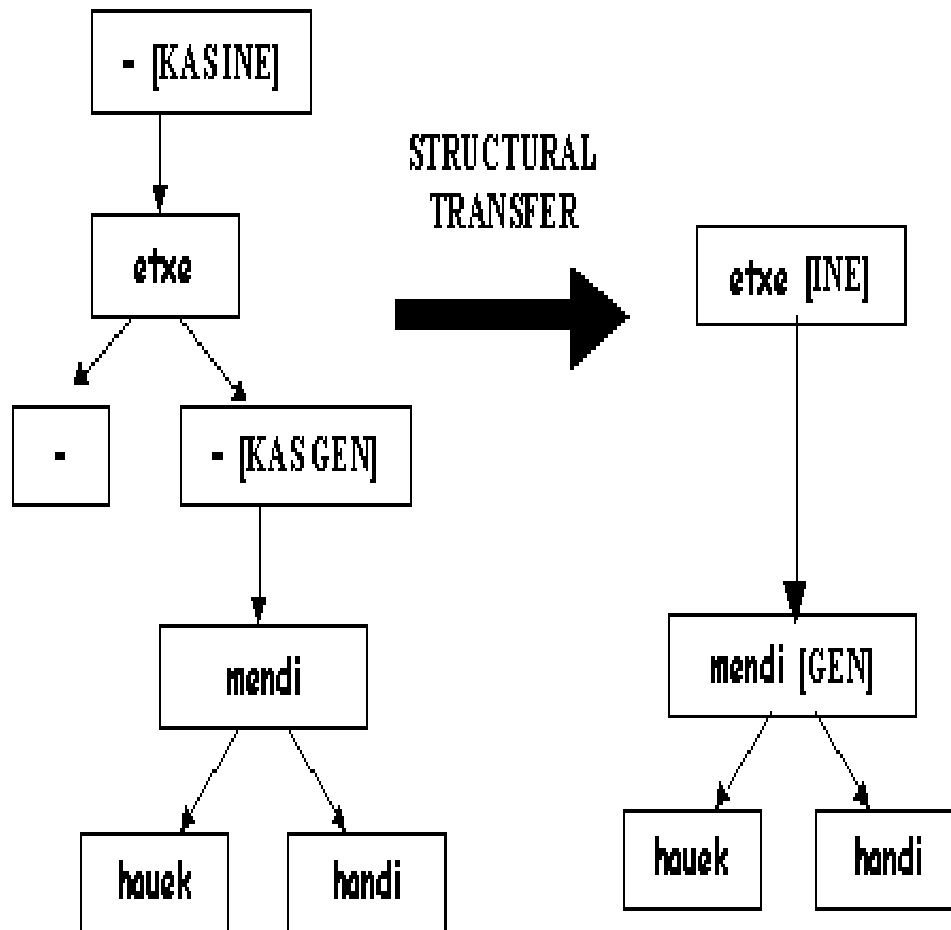 - [KASINE]
STRUCTURAL
TRANSFER
etxe
etxe [INE]
-
- [KASGEN]
mendi
mendi [GEN]
hauek
handi
hauek
handi